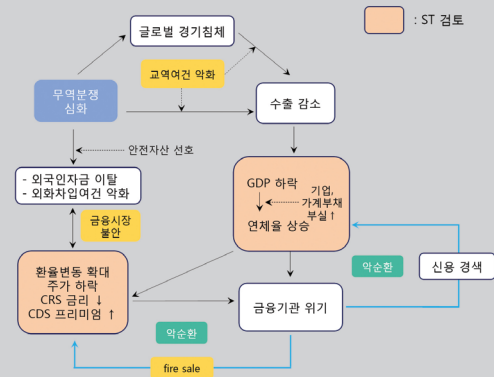 글로벌 경기침체
: ST 검토
교역여건 악화
무역분쟁
심화
수출 감소
안전자산 선호
- 외국인자금 이탈
- 외화차입여건 악화
GDP 하락
기업,
가계부채
부실↑
연체율 상승
금융시장
불안
환율변동 확대
주가 하락
CRS 금리 ↓
CDS 프리미엄 ↑
악순환
신용 경색
금융기관 위기
악순환
fire sale